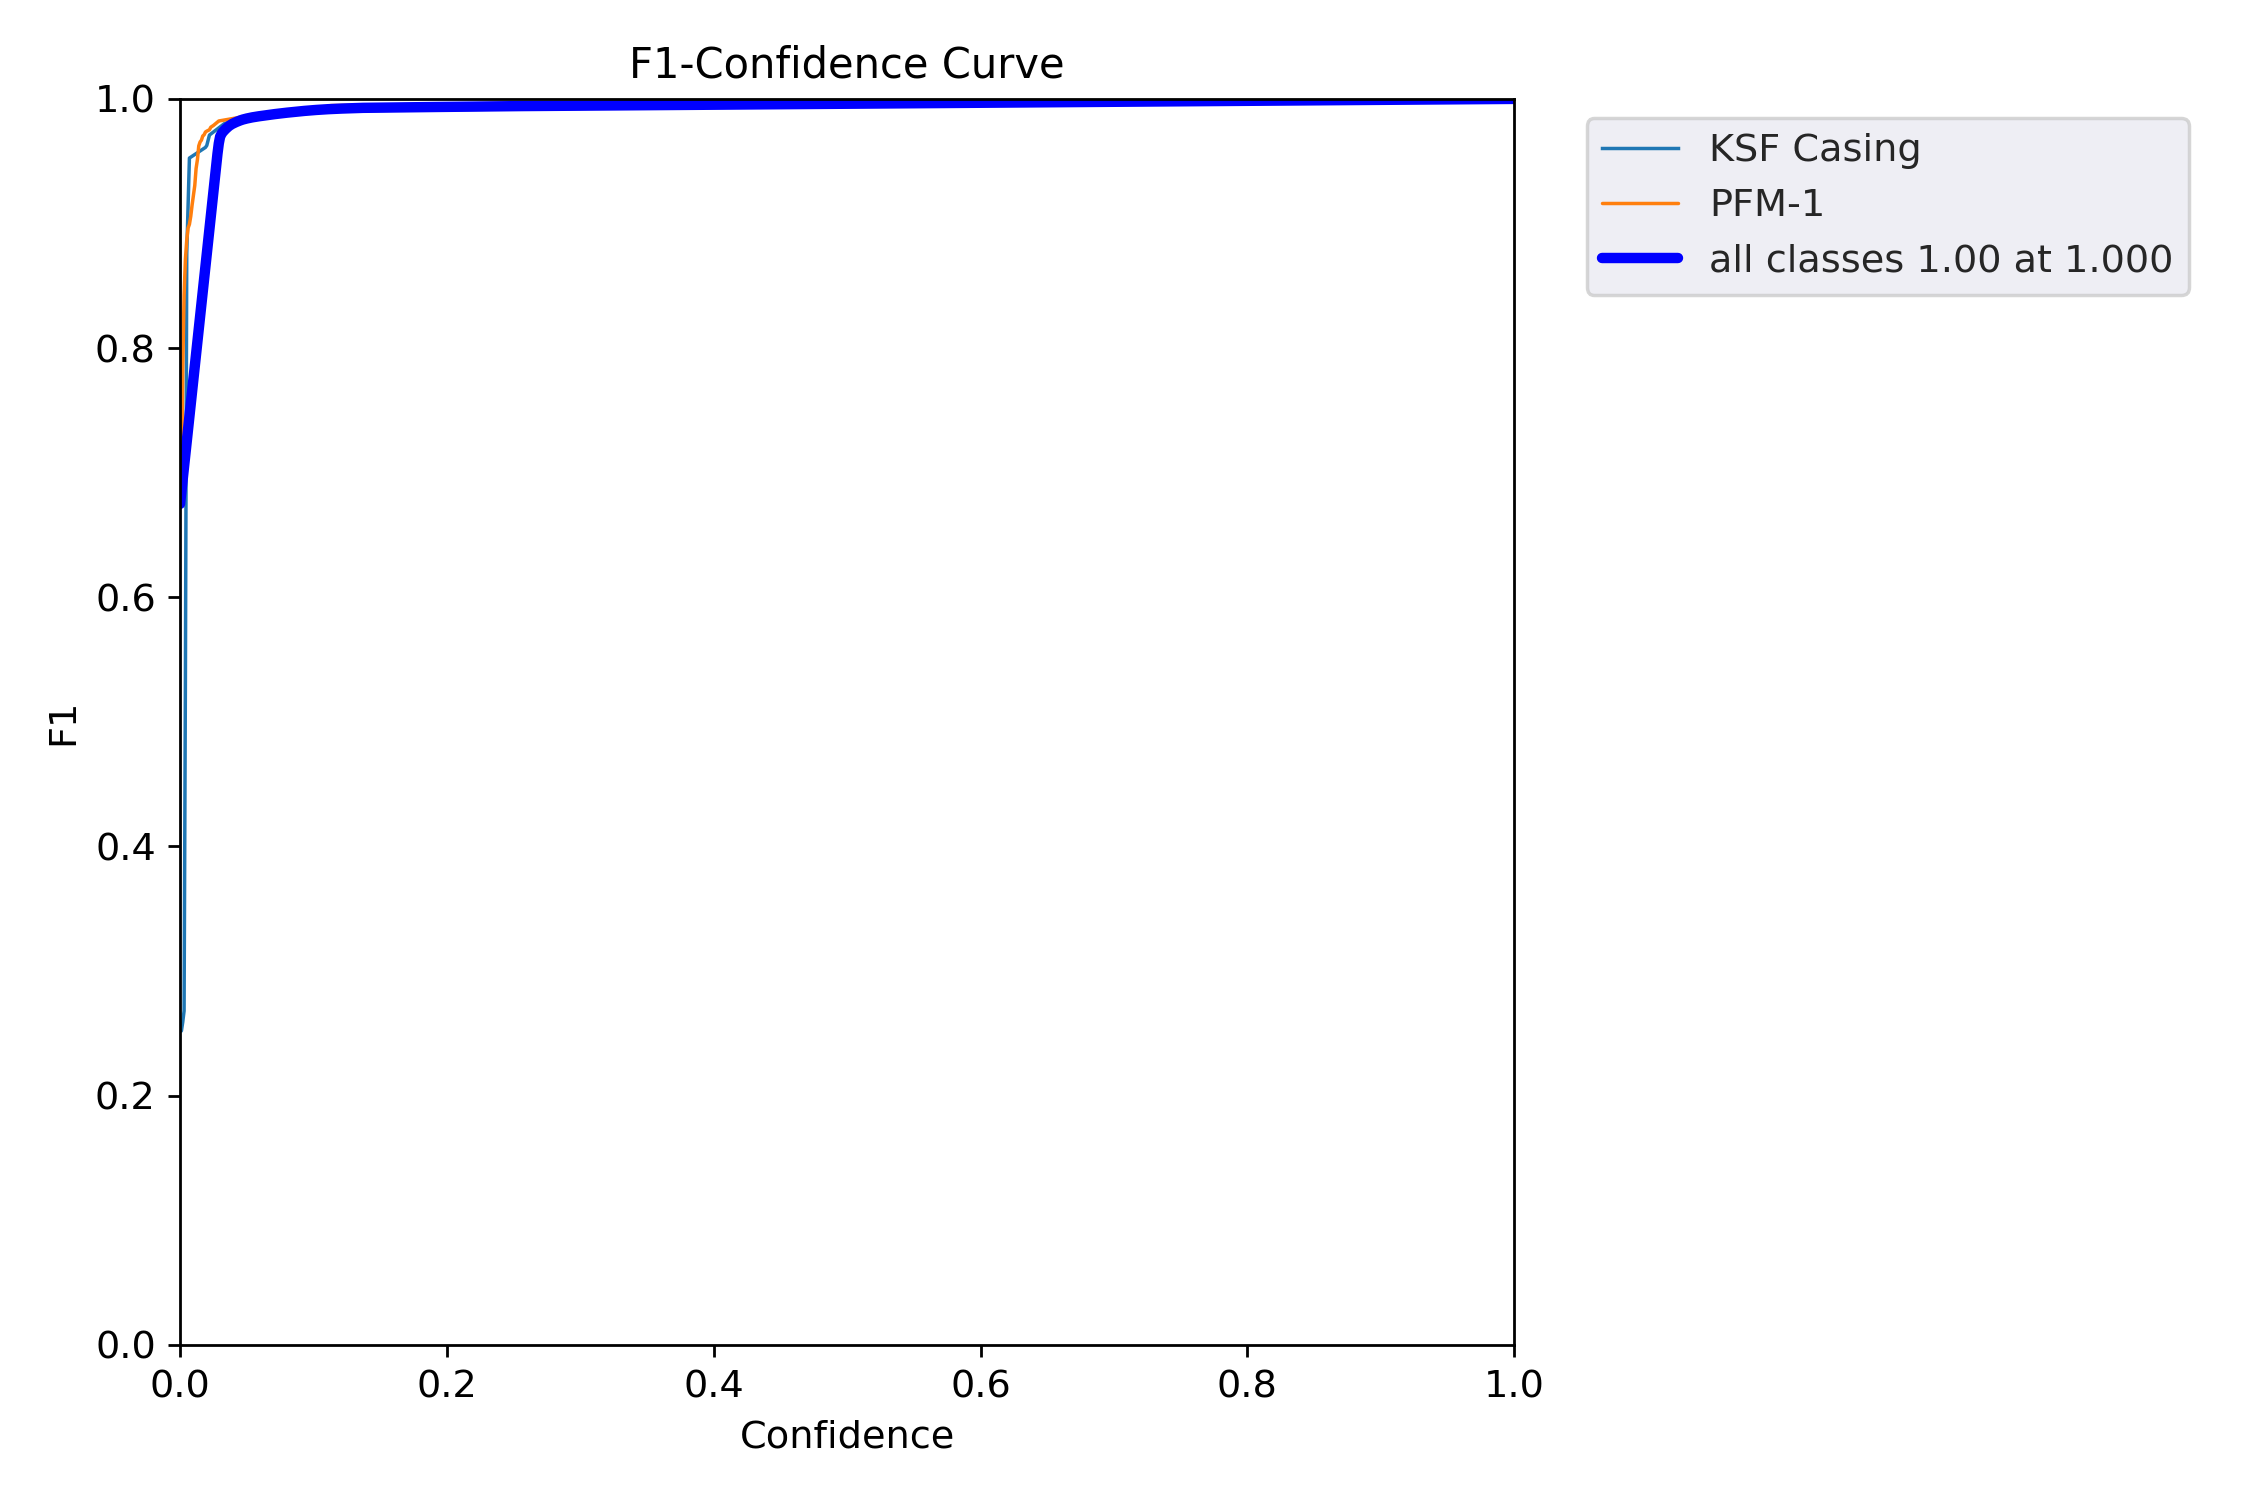 F1-Confidence Curve
1.0
0.8
0.6
0.4
0.2
0.0
F1
0.0 0.2 0.4 0.6 0.8 1.0
Confidence
KSF Casing
PFM-1
all classes 1.00 at 1.000